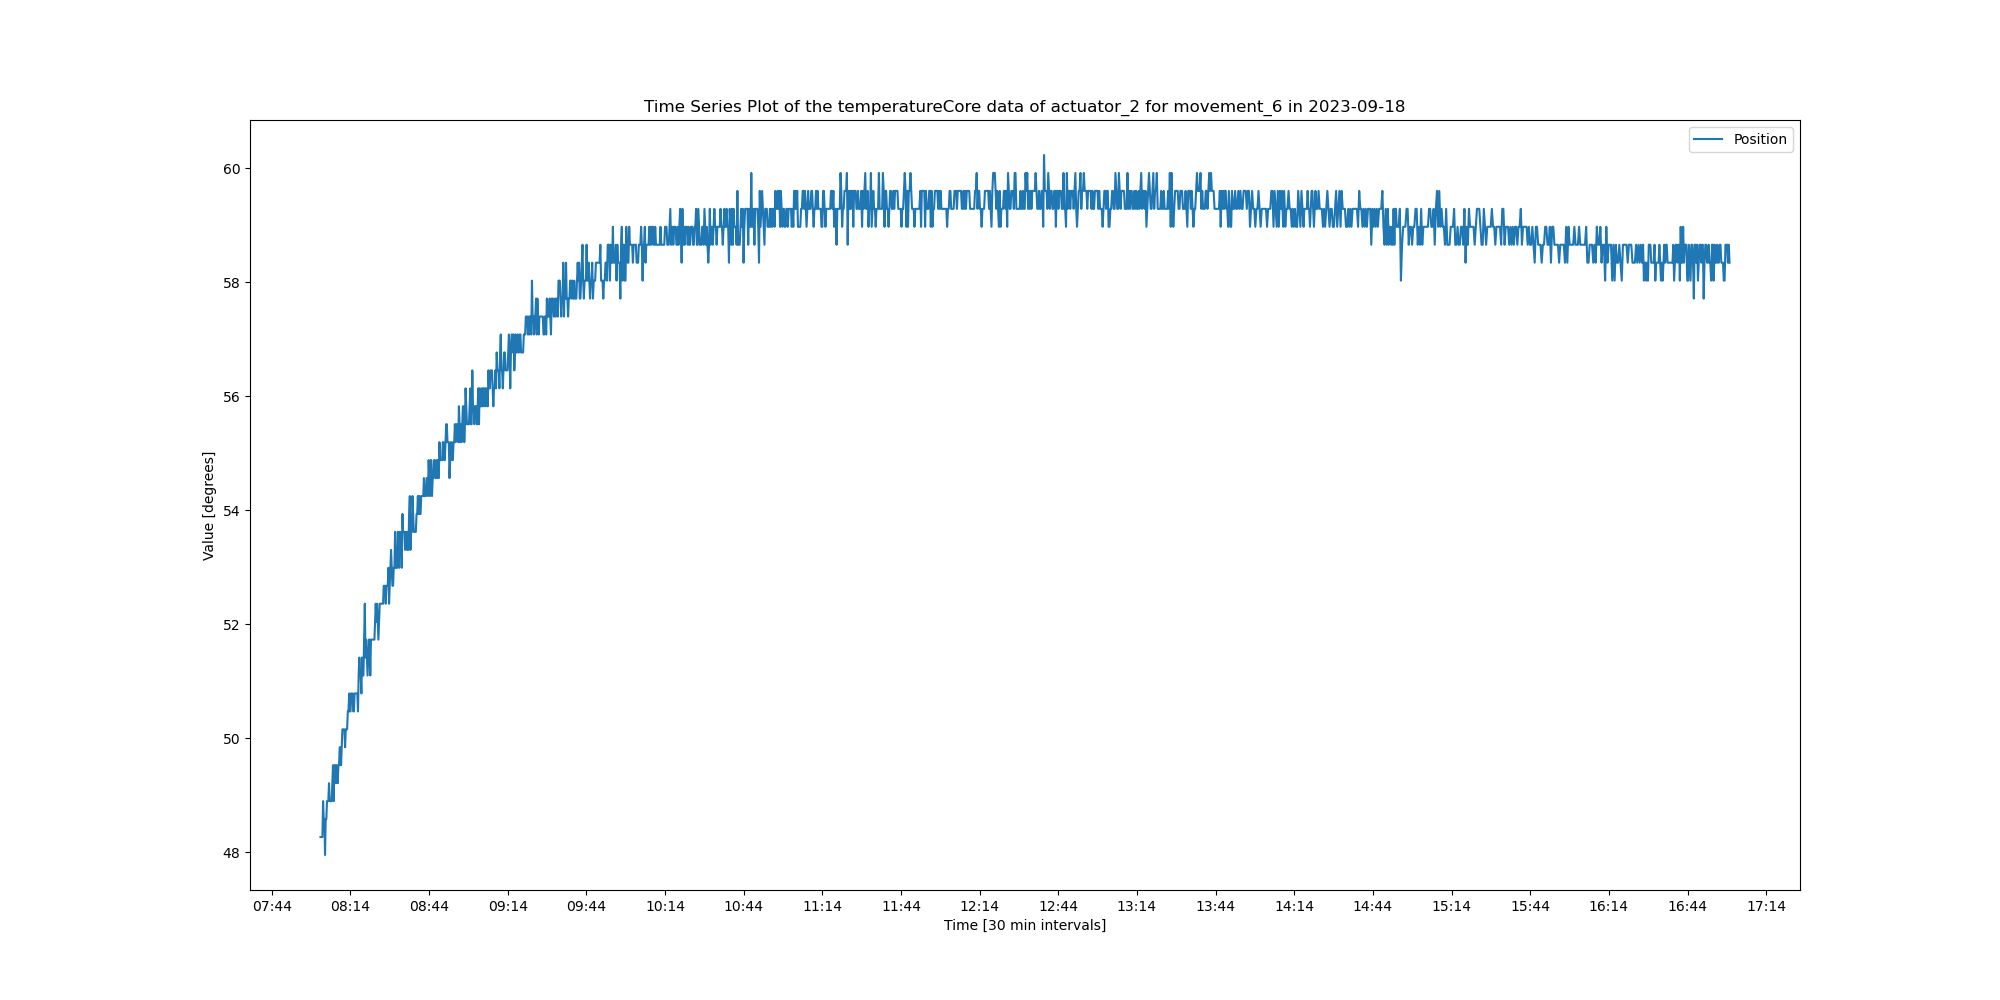 Time Series Plot of the temperatureCore data of actuator_2 for movement_6 in 2023-09-18
Position
60
58
56
54
52
50
48
Value [degrees]
07:44 08:14 08:44 09:14 09:44 10:14 10:44 11:14 11:44 12:14 12:44 13:14 13:44 14:14 14:44 15:14 15:44 16:14 16:44 17:14
Time [30 min intervals]